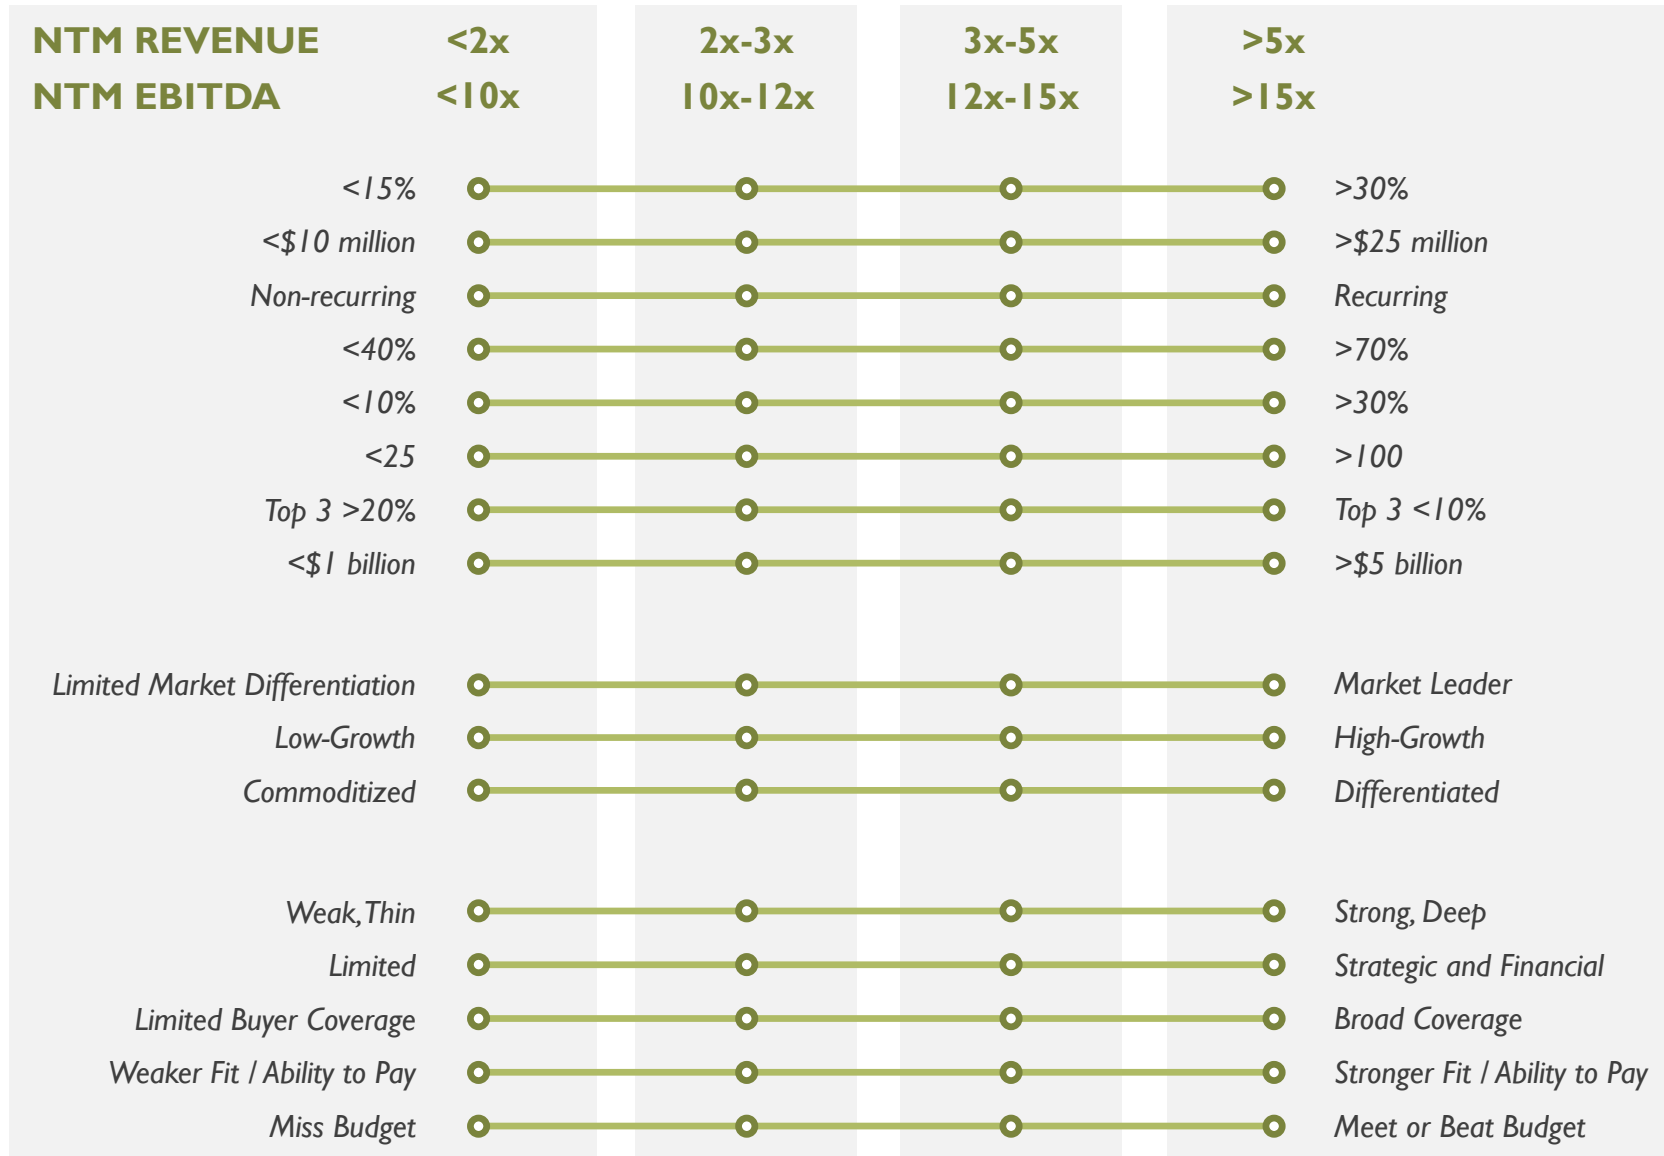 NTM REVENUE <2x 2x-3x 3x-5x >5x
NTM EBITDA <10x 10x-12x 12x-15x >15x
<15% >30%
<$10 million >$25 million
Non-recurring Recurring
<40% >70%
<10% >30%
<25 >100
Top 3 >20% Top 3 <10%
<$1 billion >$5 billion
Limited Market Differentiation Market Leader
Low-Growth High-Growth
Commoditized Differentiated
Weak, Thin Strong, Deep
Limited Strategic and Financial
Limited Buyer Coverage Broad Coverage
Weaker Fit / Ability to Pay Stronger Fit / Ability to Pay
Miss Budget Meet or Beat Budget